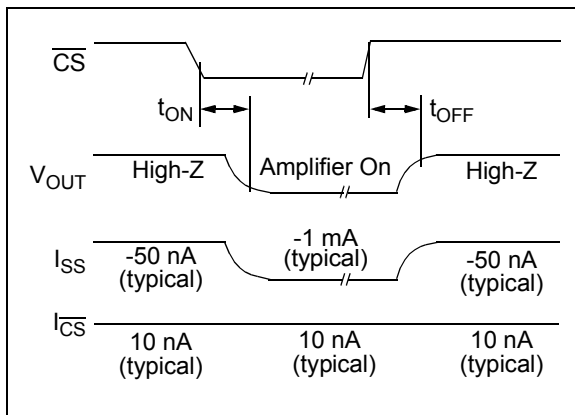 CS
tON
tOFF
VOUT
High-Z
Amplifier On
High-Z
ISS
-50 nA
(typical)
-1 mA
(typical)
-50 nA
(typical)
ICS
10 nA
(typical)
10 nA
(typical)
10 nA
(typical)